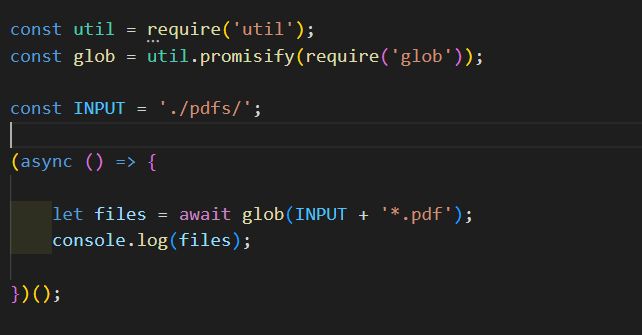 const util = require('util');
const glob = util.promisify(require('glob'));
const INPUT = './pdfs/';
(async () => {
let files = await glob(INPUT + '*.pdf');
console.log(files);
})();